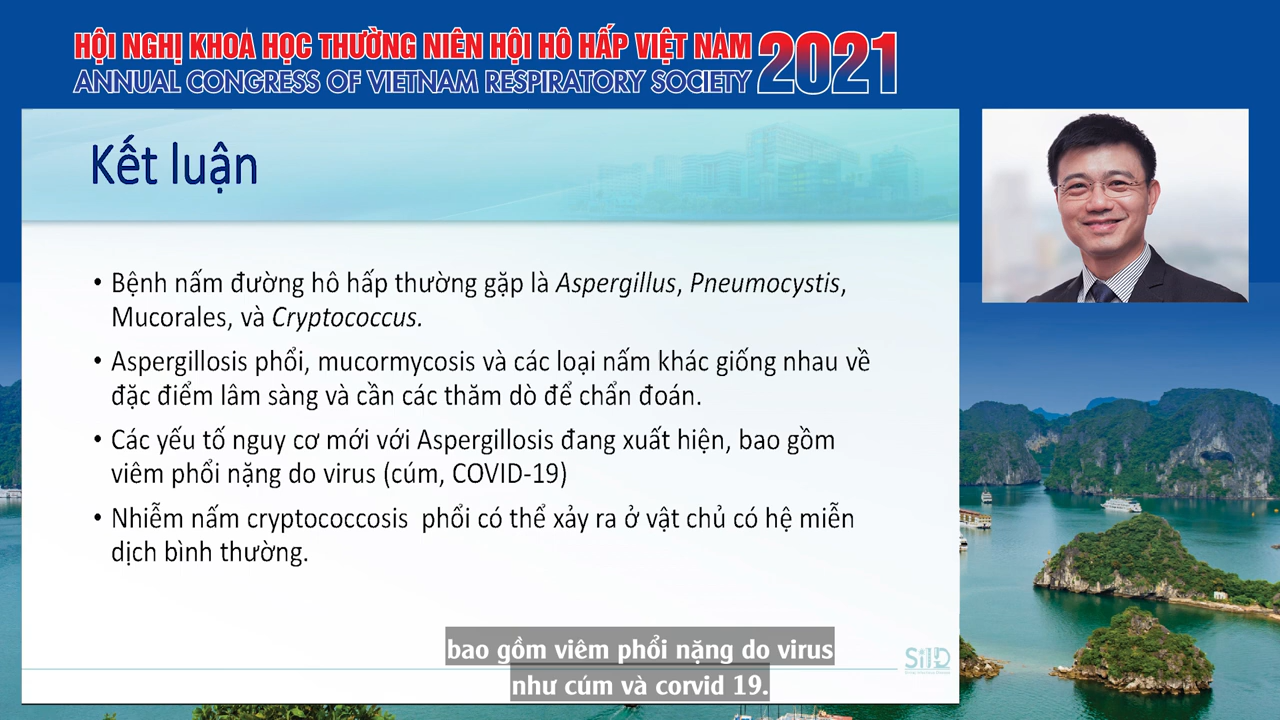 HỘI NGHỊ KHOA HỌC THƯỜNG NIÊN HỘI HÔ HẤP VIỆT NAM 2021
ANNUAL CONGRESS OF VIETNAM RESPIRATORY SOCIETY
Kết luận
• Bệnh nấm đường hô hấp thường gặp là Aspergillus, Pneumocystis,
Mucorales, và Cryptococcus.
• Aspergillosis phổi, mucormycosis và các loại nấm khác giống nhau về
đặc điểm lâm sàng và cần các thăm dò để chẩn đoán.
• Các yếu tố nguy cơ mới với Aspergillosis đang xuất hiện, bao gồm
viêm phổi nặng do virus (cúm, COVID-19)
• Nhiễm nấm cryptococcosis phổi có thể xảy ra ở vật chủ có hệ miễn
dịch bình thường.
bao gồm viêm phổi nặng do virus
như cúm và corvid 19.